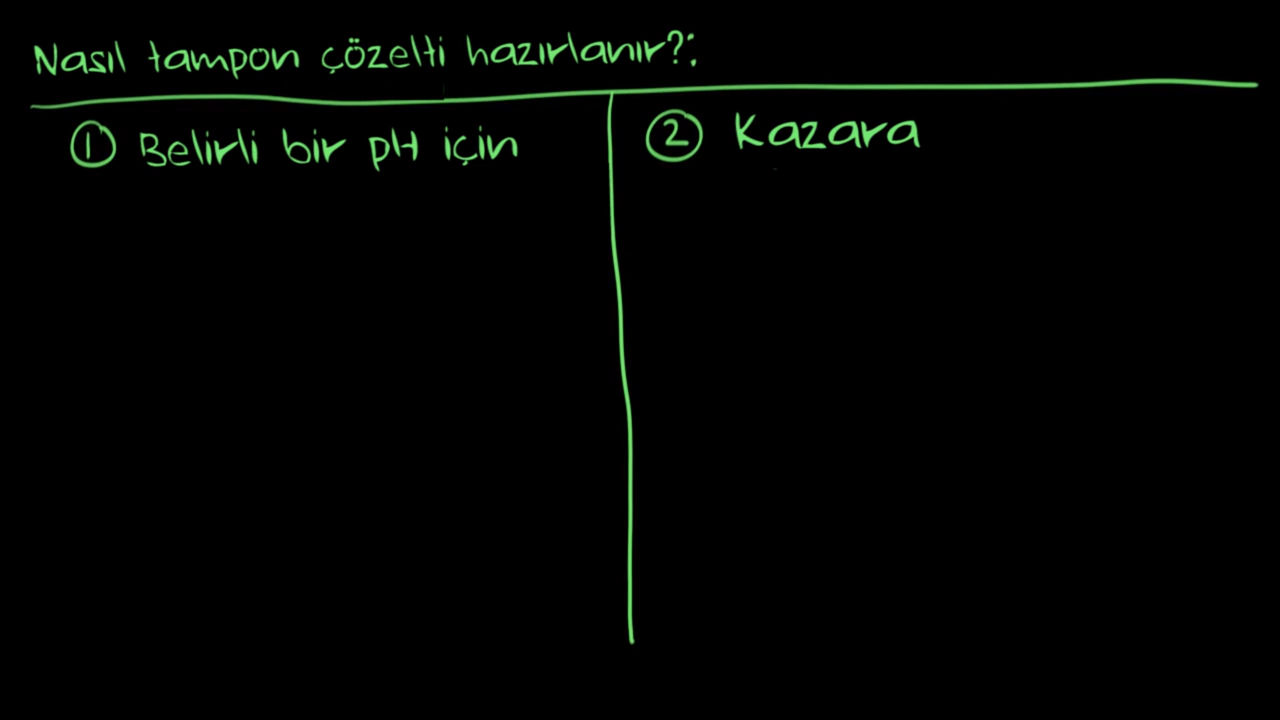 Nasıl tampon çözelti hazırlanır?:
① Belirli bir pH için
② Kazara